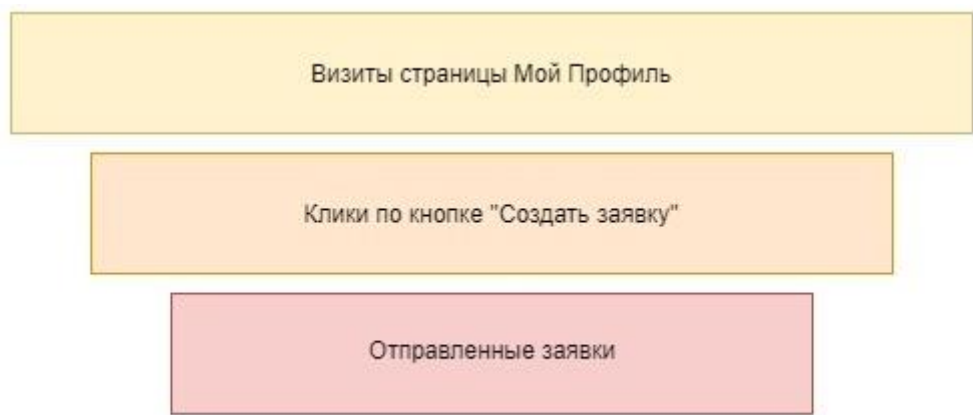 Визиты страницы Мой Профиль
Клики по кнопке "Создать заявку"
Отправленные заявки